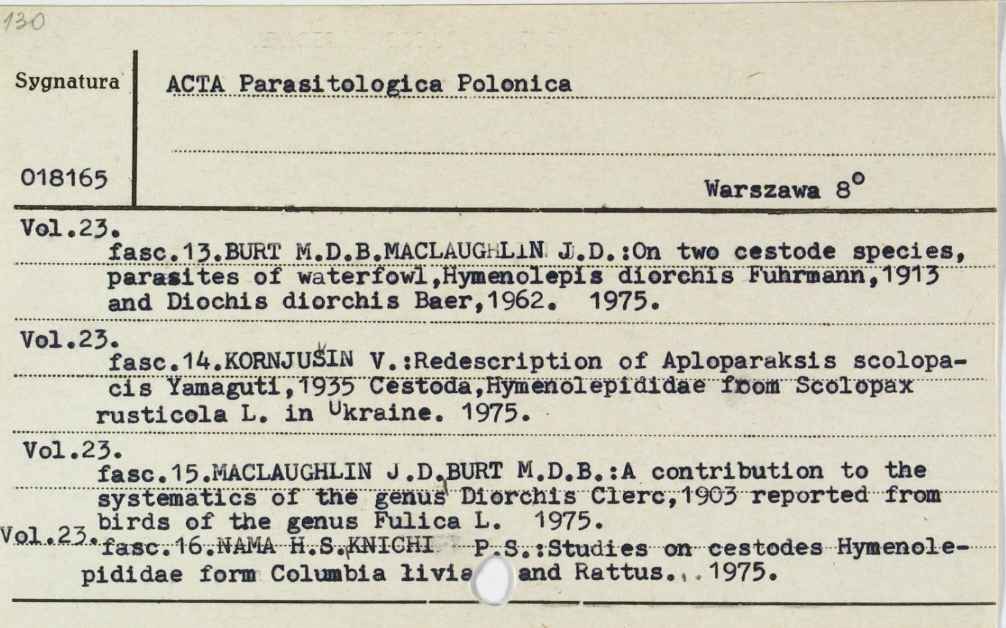 130
Sygnatura
ACTA Parasitologica Polonica
018165
Warszawa 8°
Vol.23.
fasc.13.BURT M.D.B.MACLAUGHLIN J.D.:On two cestode species,
parasites of waterfowl,Hymenolepis diorchis Fuhrmann,1913
and Diochis diorchis Baer,1962. 1975.
Vol.23.
fasc.14.KORNJUŠIN V.:Redescription of Aploparaksis scolopa-
cis Yamaguti,1935 Cestoda,Hymenolepididae from Scolopax
rusticola L. in Ukraine. 1975.
Vol.23.
fasc.15.MACLAUGHLIN J.D,BURT M.D.B.:A contribution to the
systematics of the genus Diorchis Clerc,1903 reported from
birds of the genus Fulica L. 1975.
Vol.23.fasc.16.NAMA H.S.,KNICHI P.S.:Studies on cestodes Hymenole-
pididae form Columbia livia and Rattus... 1975.